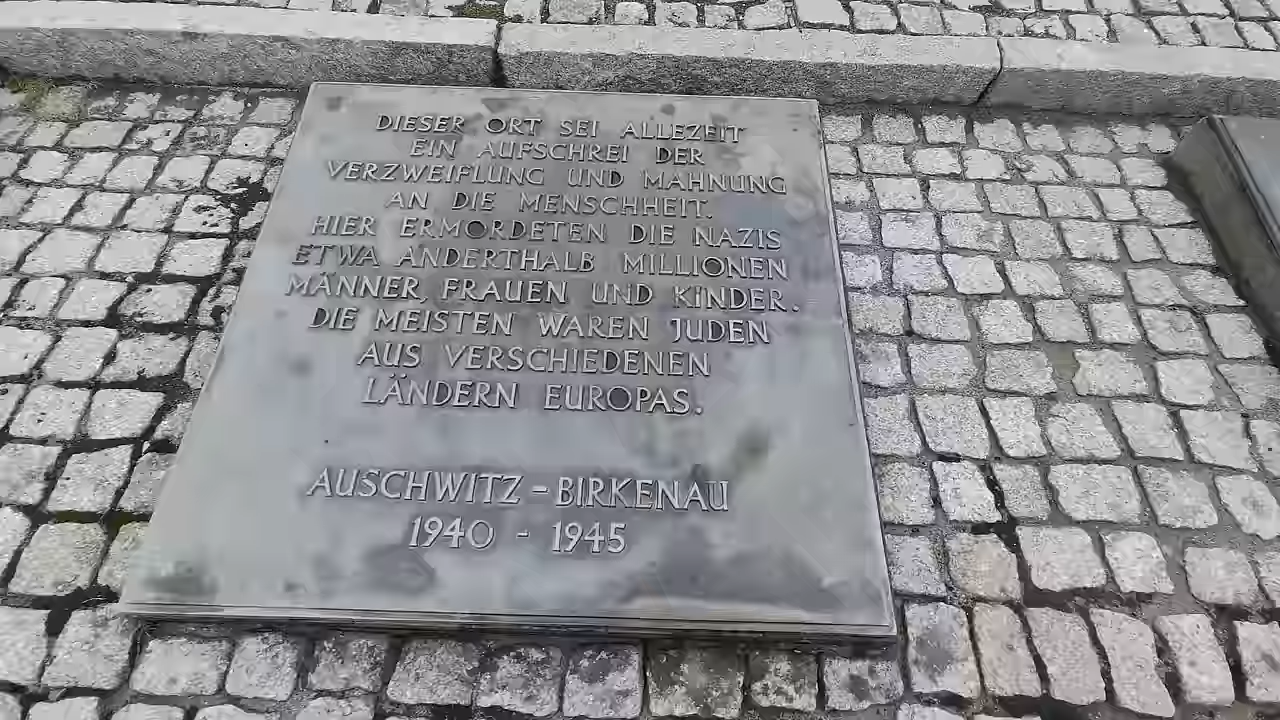 DIESER ORT SEI ALLEZEIT
EIN AUFSCHREI DER
VERZWEIFLUNG UND MAHNUNG
AN DIE MENSCHHEIT.
HIER ERMORDETEN DIE NAZIS
ETWA ANDERTHALB MILLIONEN
MÄNNER, FRAUEN UND KINDER.
DIE MEISTEN WAREN JUDEN
AUS VERSCHIEDENEN
LÄNDERN EUROPAS.
AUSCHWITZ - BIRKENAU
1940 - 1945